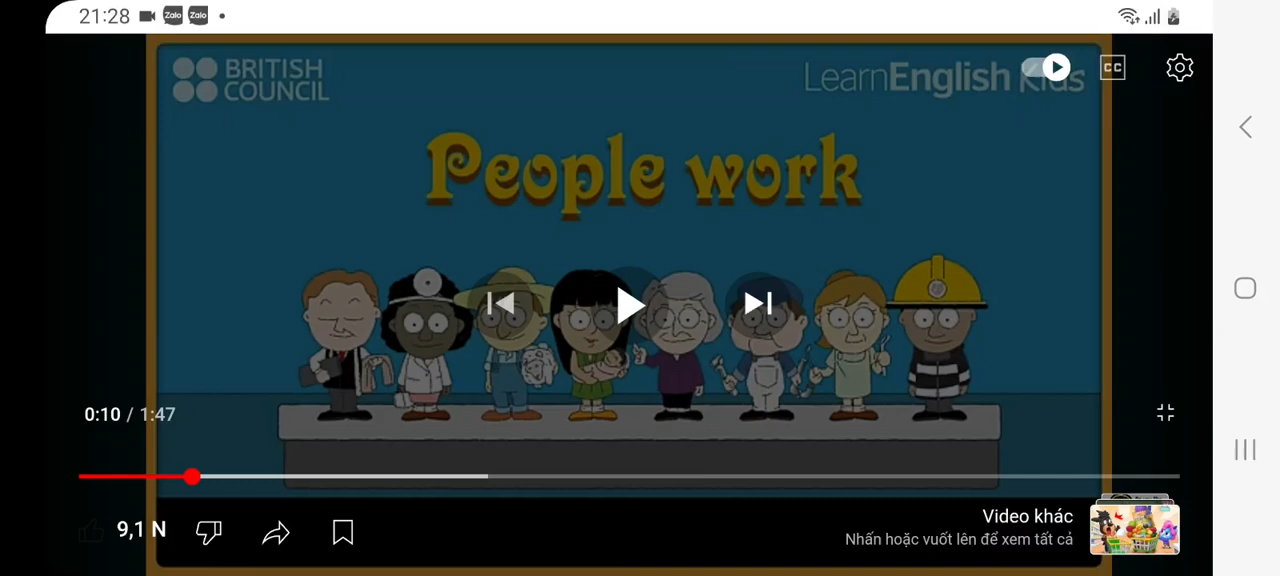 21:28
Zalo Zalo
BRITISH
COUNCIL
LearnEnglish Kids
CC
People work
0:10 / 1:47
9,1 N
Video khác
Nhấn hoặc vuốt lên để xem tất cả